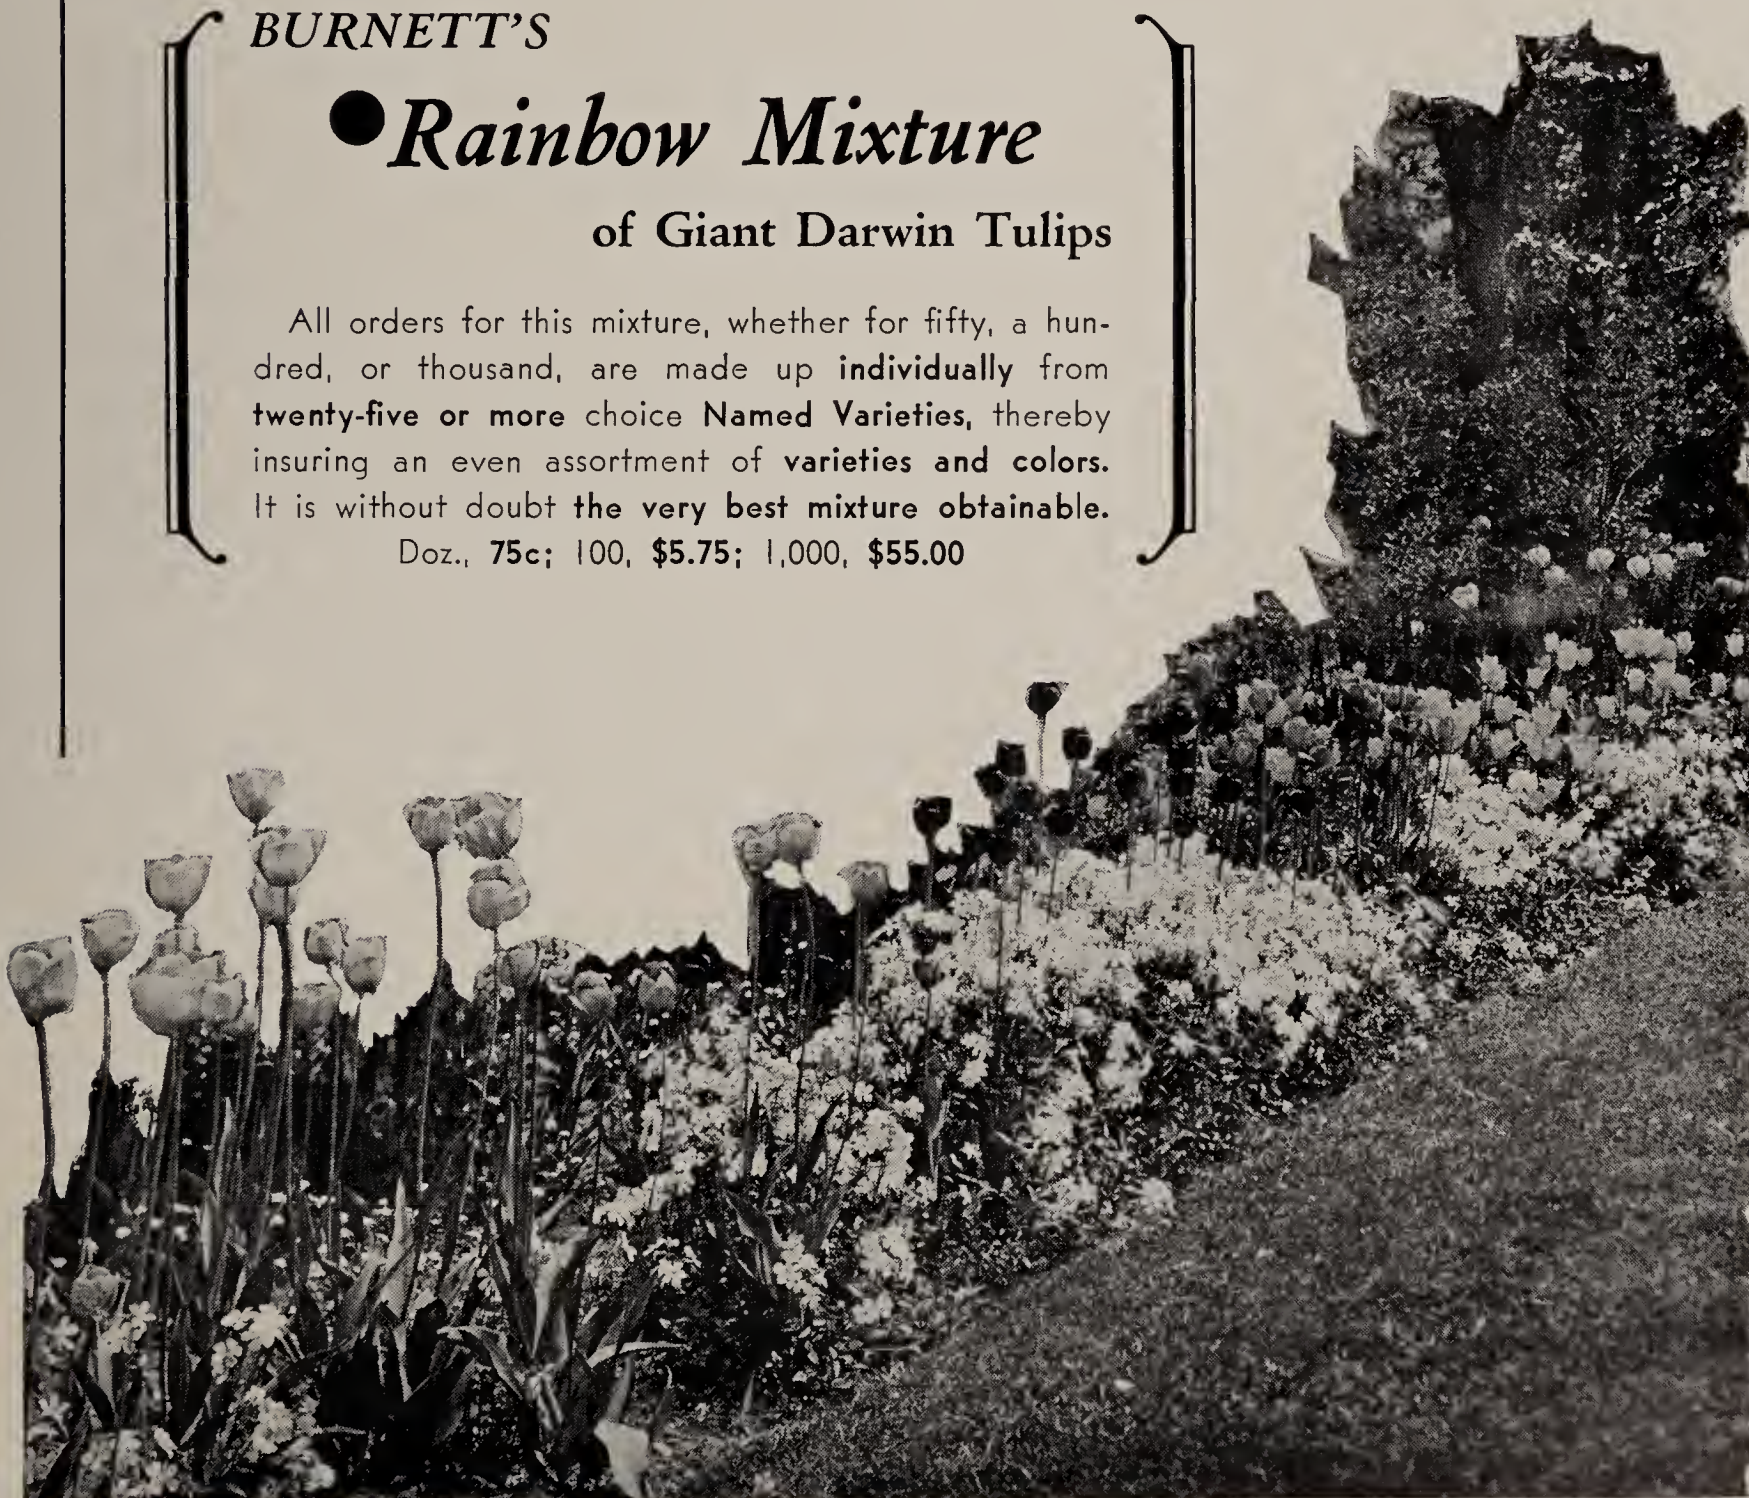 BURNETT'S
●Rainbow Mixture
of Giant Darwin Tulips
All orders for this mixture, whether for fifty, a hun-
dred, or thousand, are made up individually from
twenty-five or more choice Named Varieties, thereby
insuring an even assortment of varieties and colors.
It is without doubt the very best mixture obtainable.
Doz., 75c; 100, $5.75; 1,000, $55.00